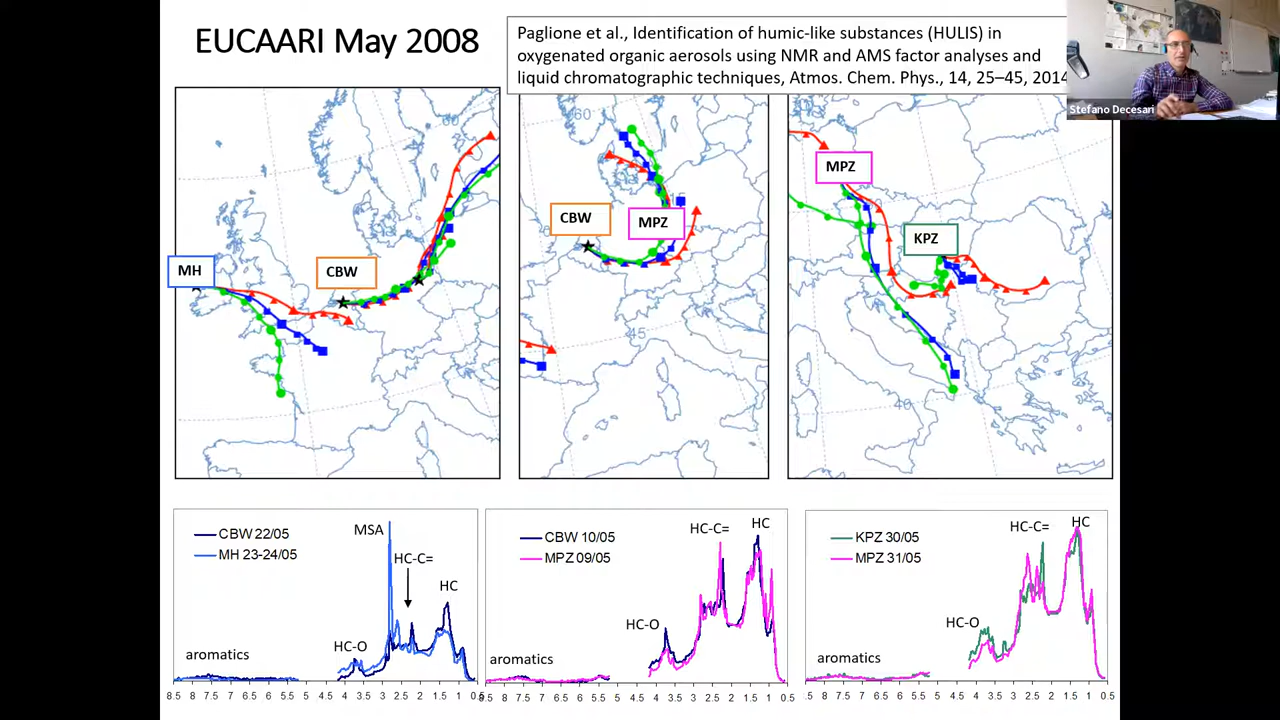 EUCAARI May 2008
Paglione et al., Identification of humic-like substances (HULIS) in
oxygenated organic aerosols using NMR and AMS factor analyses and
liquid chromatographic techniques, Atmos. Chem. Phys., 14, 25–45, 2014
Stefano Decesari
MH
CBW
60
CBW
MPZ
15
45
MPZ
KPZ
40
CBW 22/05
MH 23-24/05
MSA
HC-C=
HC
HC-O
aromatics
8.5 8 7.5 7 6.5 6 5.5 5 4.5 4 3.5 3 2.5 2 1.5 1 0.5
CBW 10/05
MPZ 09/05
HC-C=
HC
HC-O
aromatics
8.5 8 7.5 7 6.5 6 5.5 5 4.5 4 3.5 3 2.5 2 1.5 1 0.5
KPZ 30/05
MPZ 31/05
HC-C=
HC
HC-O
aromatics
8.5 8 7.5 7 6.5 6 5.5 5 4.5 4 3.5 3 2.5 2 1.5 1 0.5